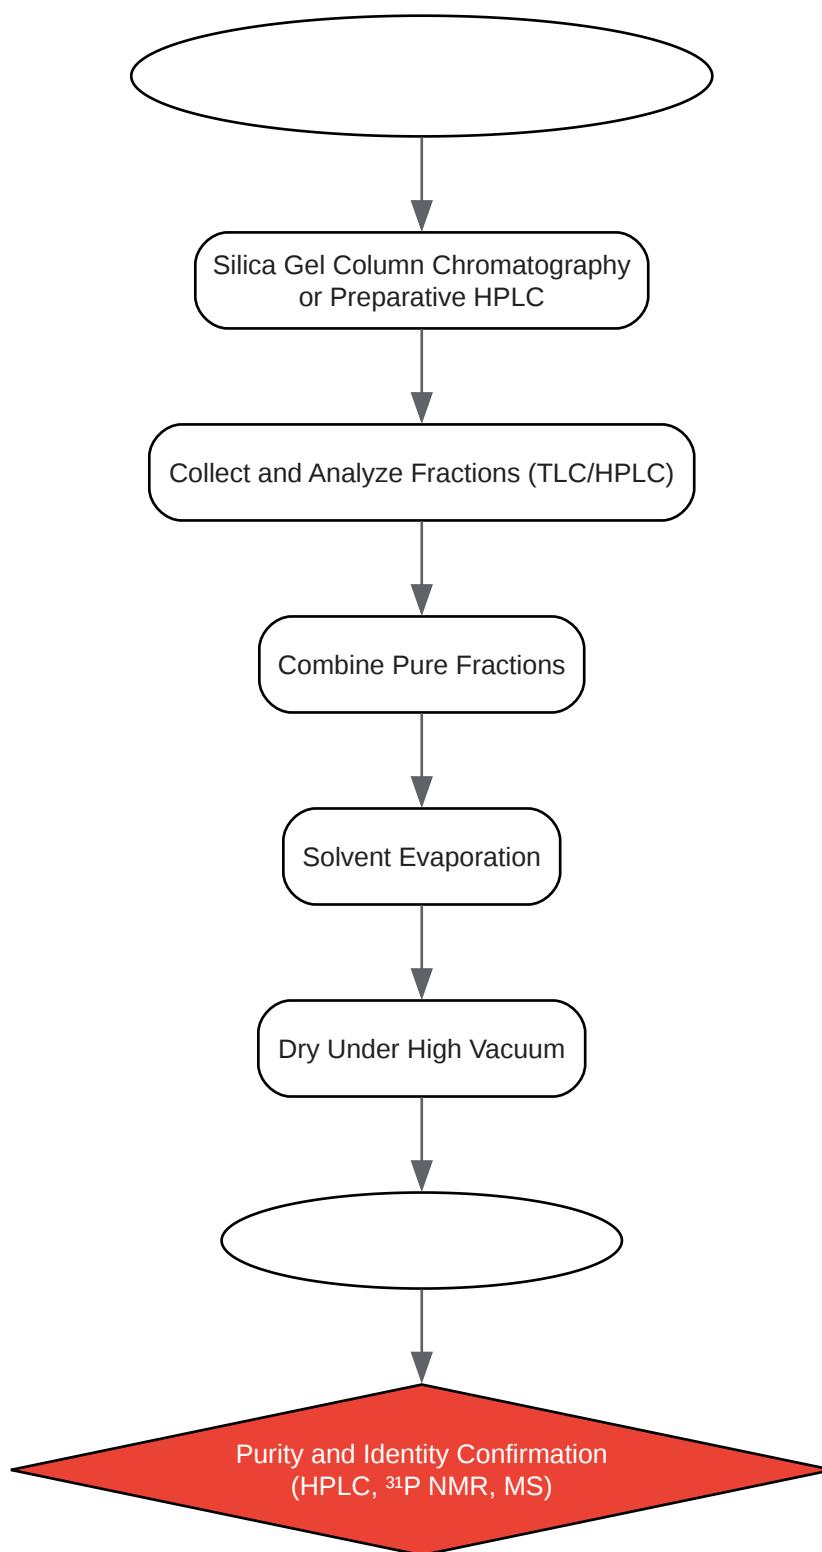 Silica Gel Column Chromatography
or Preparative HPLC
Collect and Analyze Fractions (TLC/HPLC)
Combine Pure Fractions
Solvent Evaporation
Dry Under High Vacuum
Purity and Identity Confirmation
(HPLC, ³¹P NMR, MS)